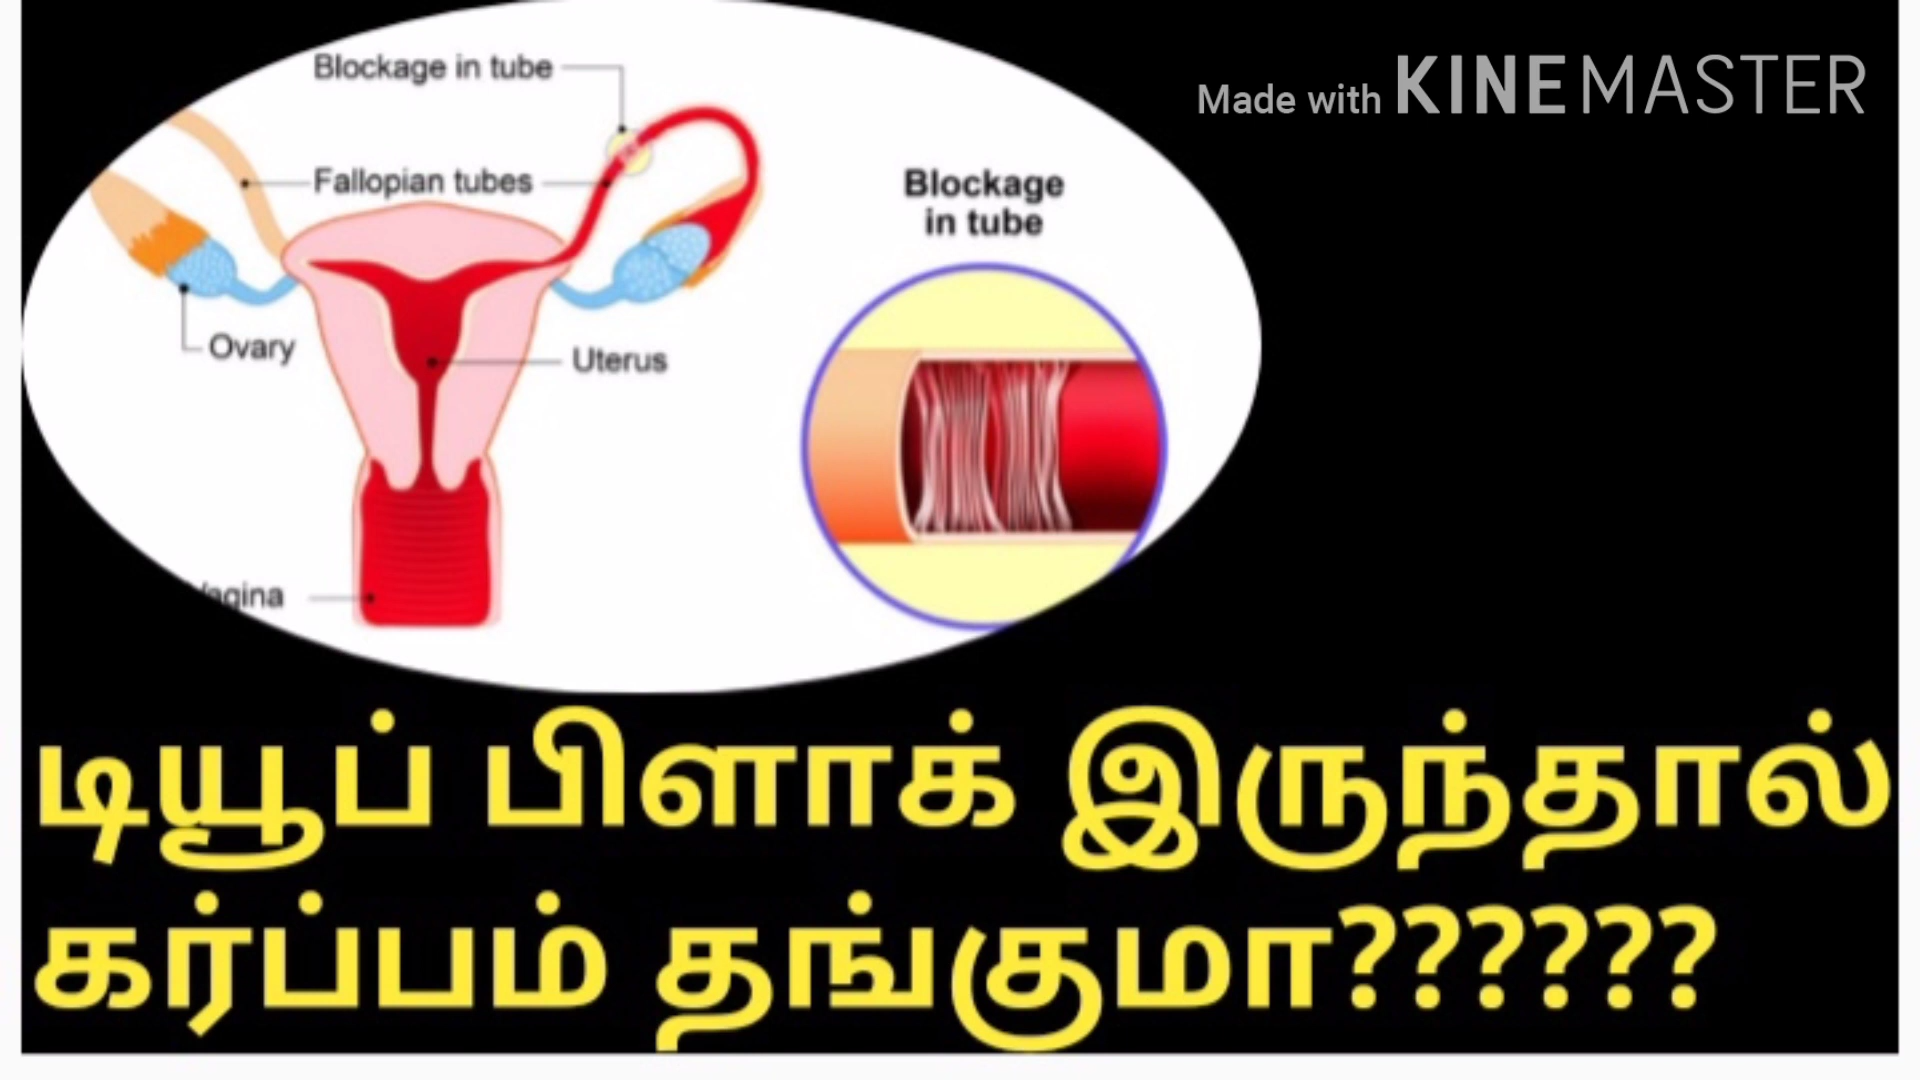 Blockage in tube
Made with KINEMASTER
Fallopian tubes
Blockage
in tube
Ovary
Uterus
டியூப் பிளாக் இருந்தால்
கர்ப்பம் தங்குமா??????